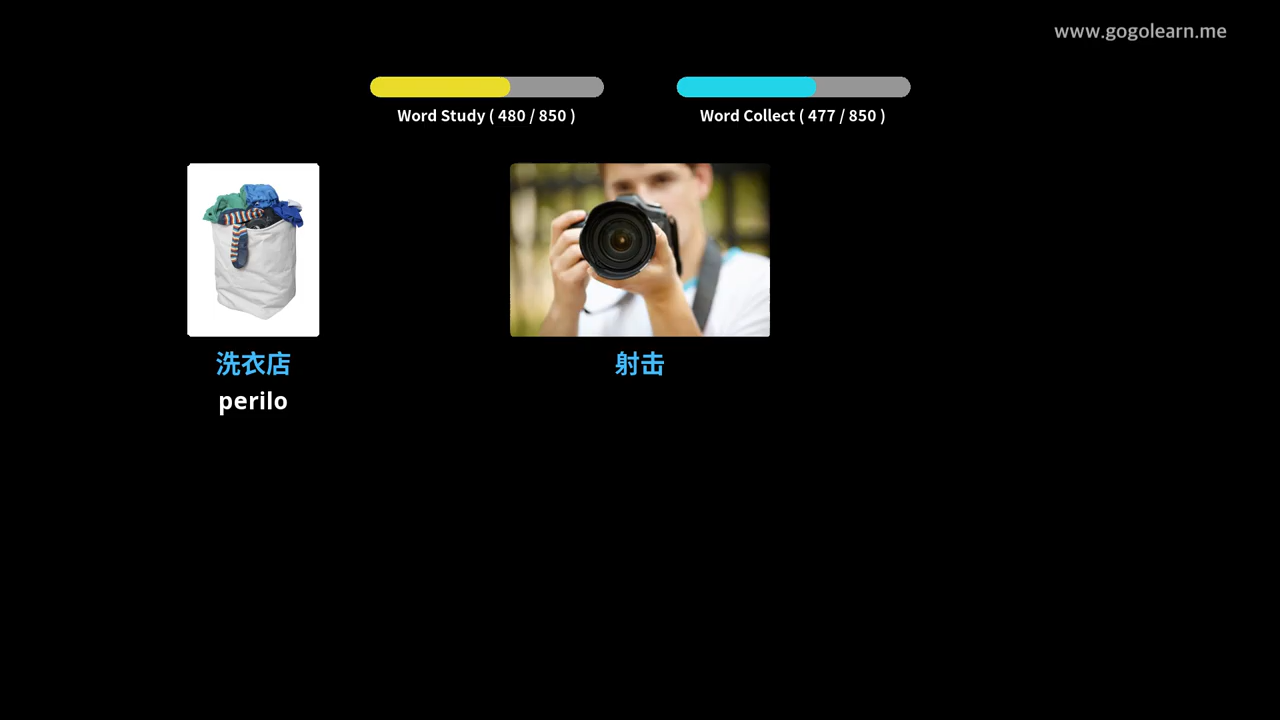 www.gogolearn.me
Word Study ( 480 / 850 )
Word Collect ( 477 / 850 )
洗衣店
perilo
射击